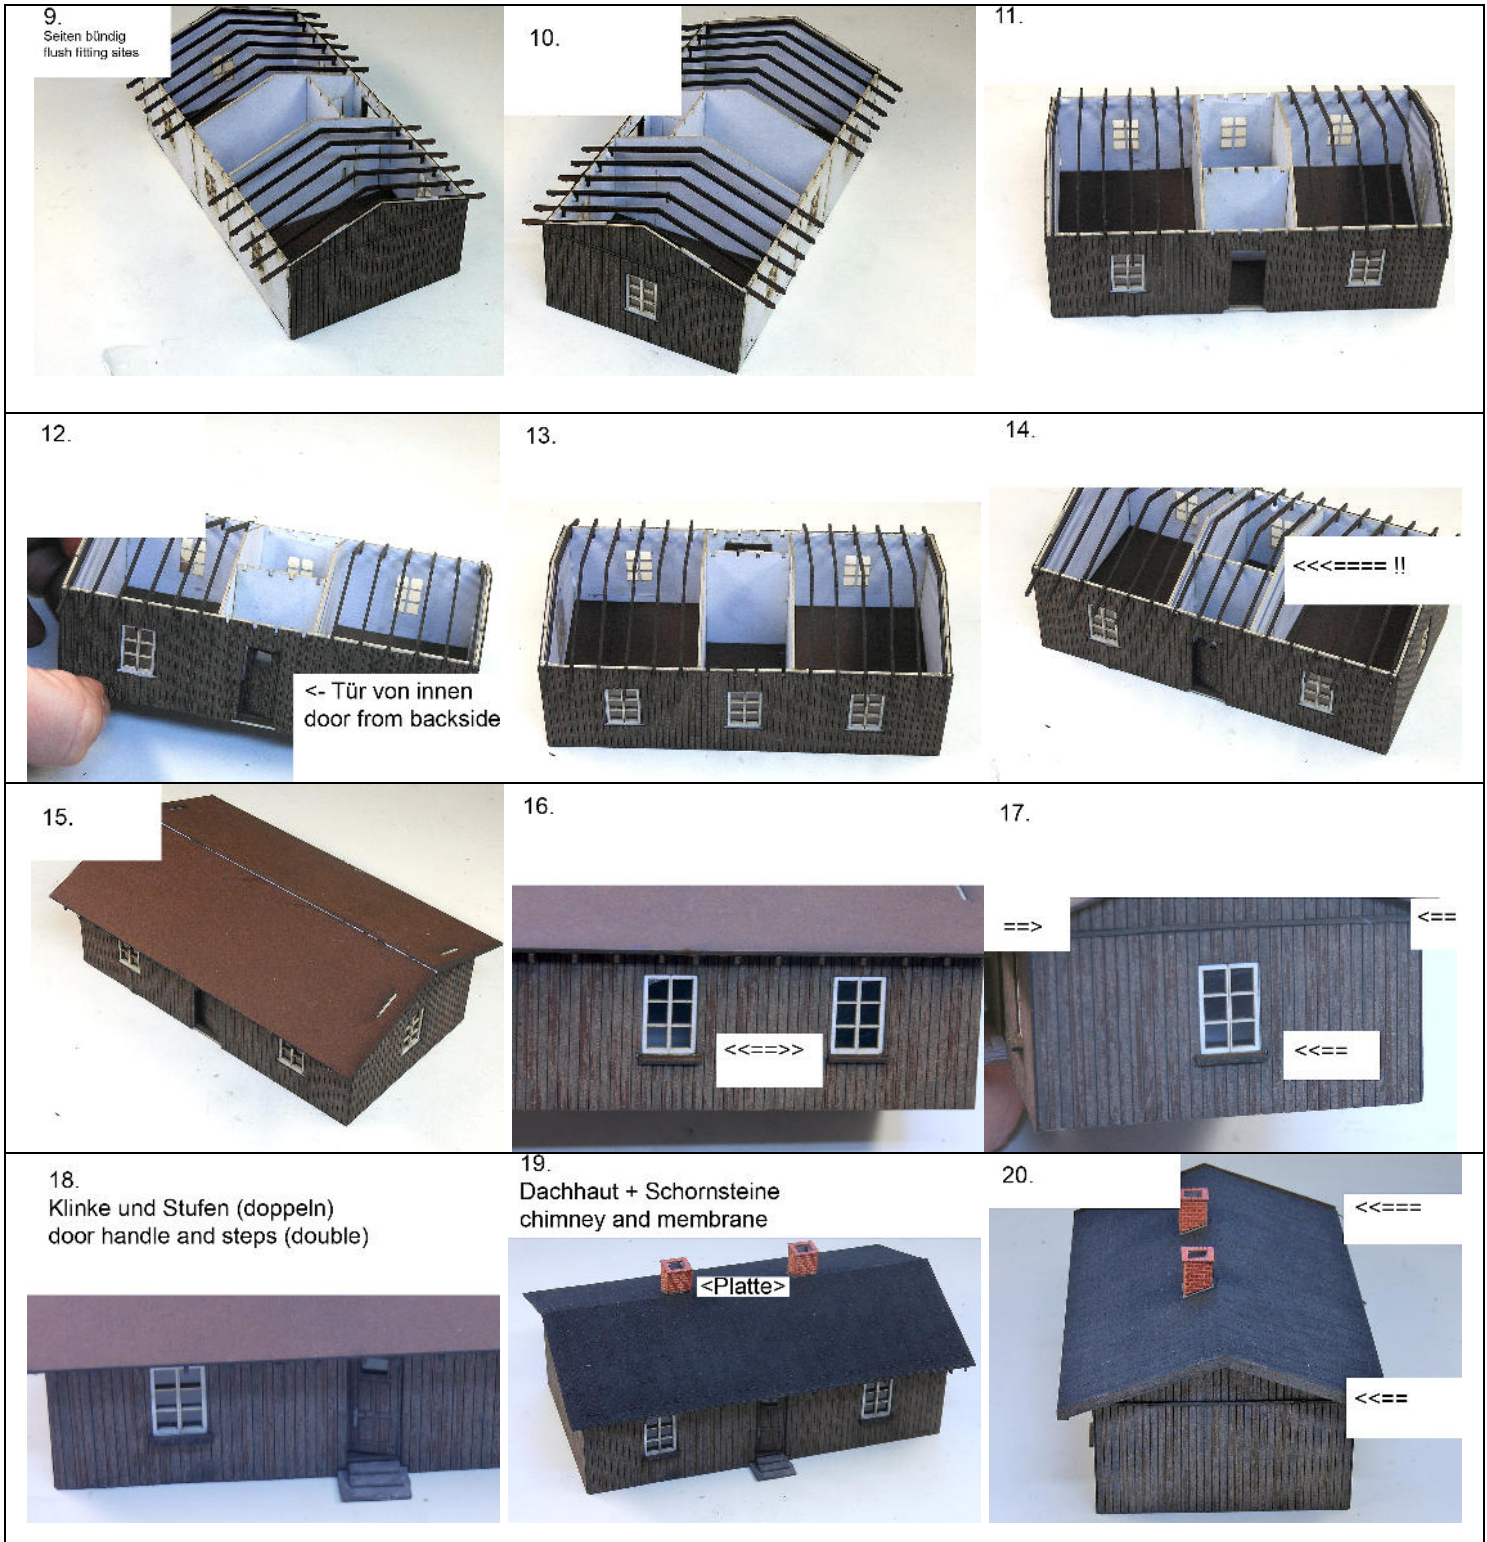 9.
Seiten bündig
flush fitting sites
10.
11.
12.
<- Tür von innen
door from backside
13.
14.
<<<==== !!
15.
16.
<<==>>
17.
==>
<==
<<==
18.
Klinke und Stufen (doppeln)
door handle and steps (double)
19.
Dachhaut + Schornsteine
chimney and membrane
<Platte>
20.
<<===
<<==